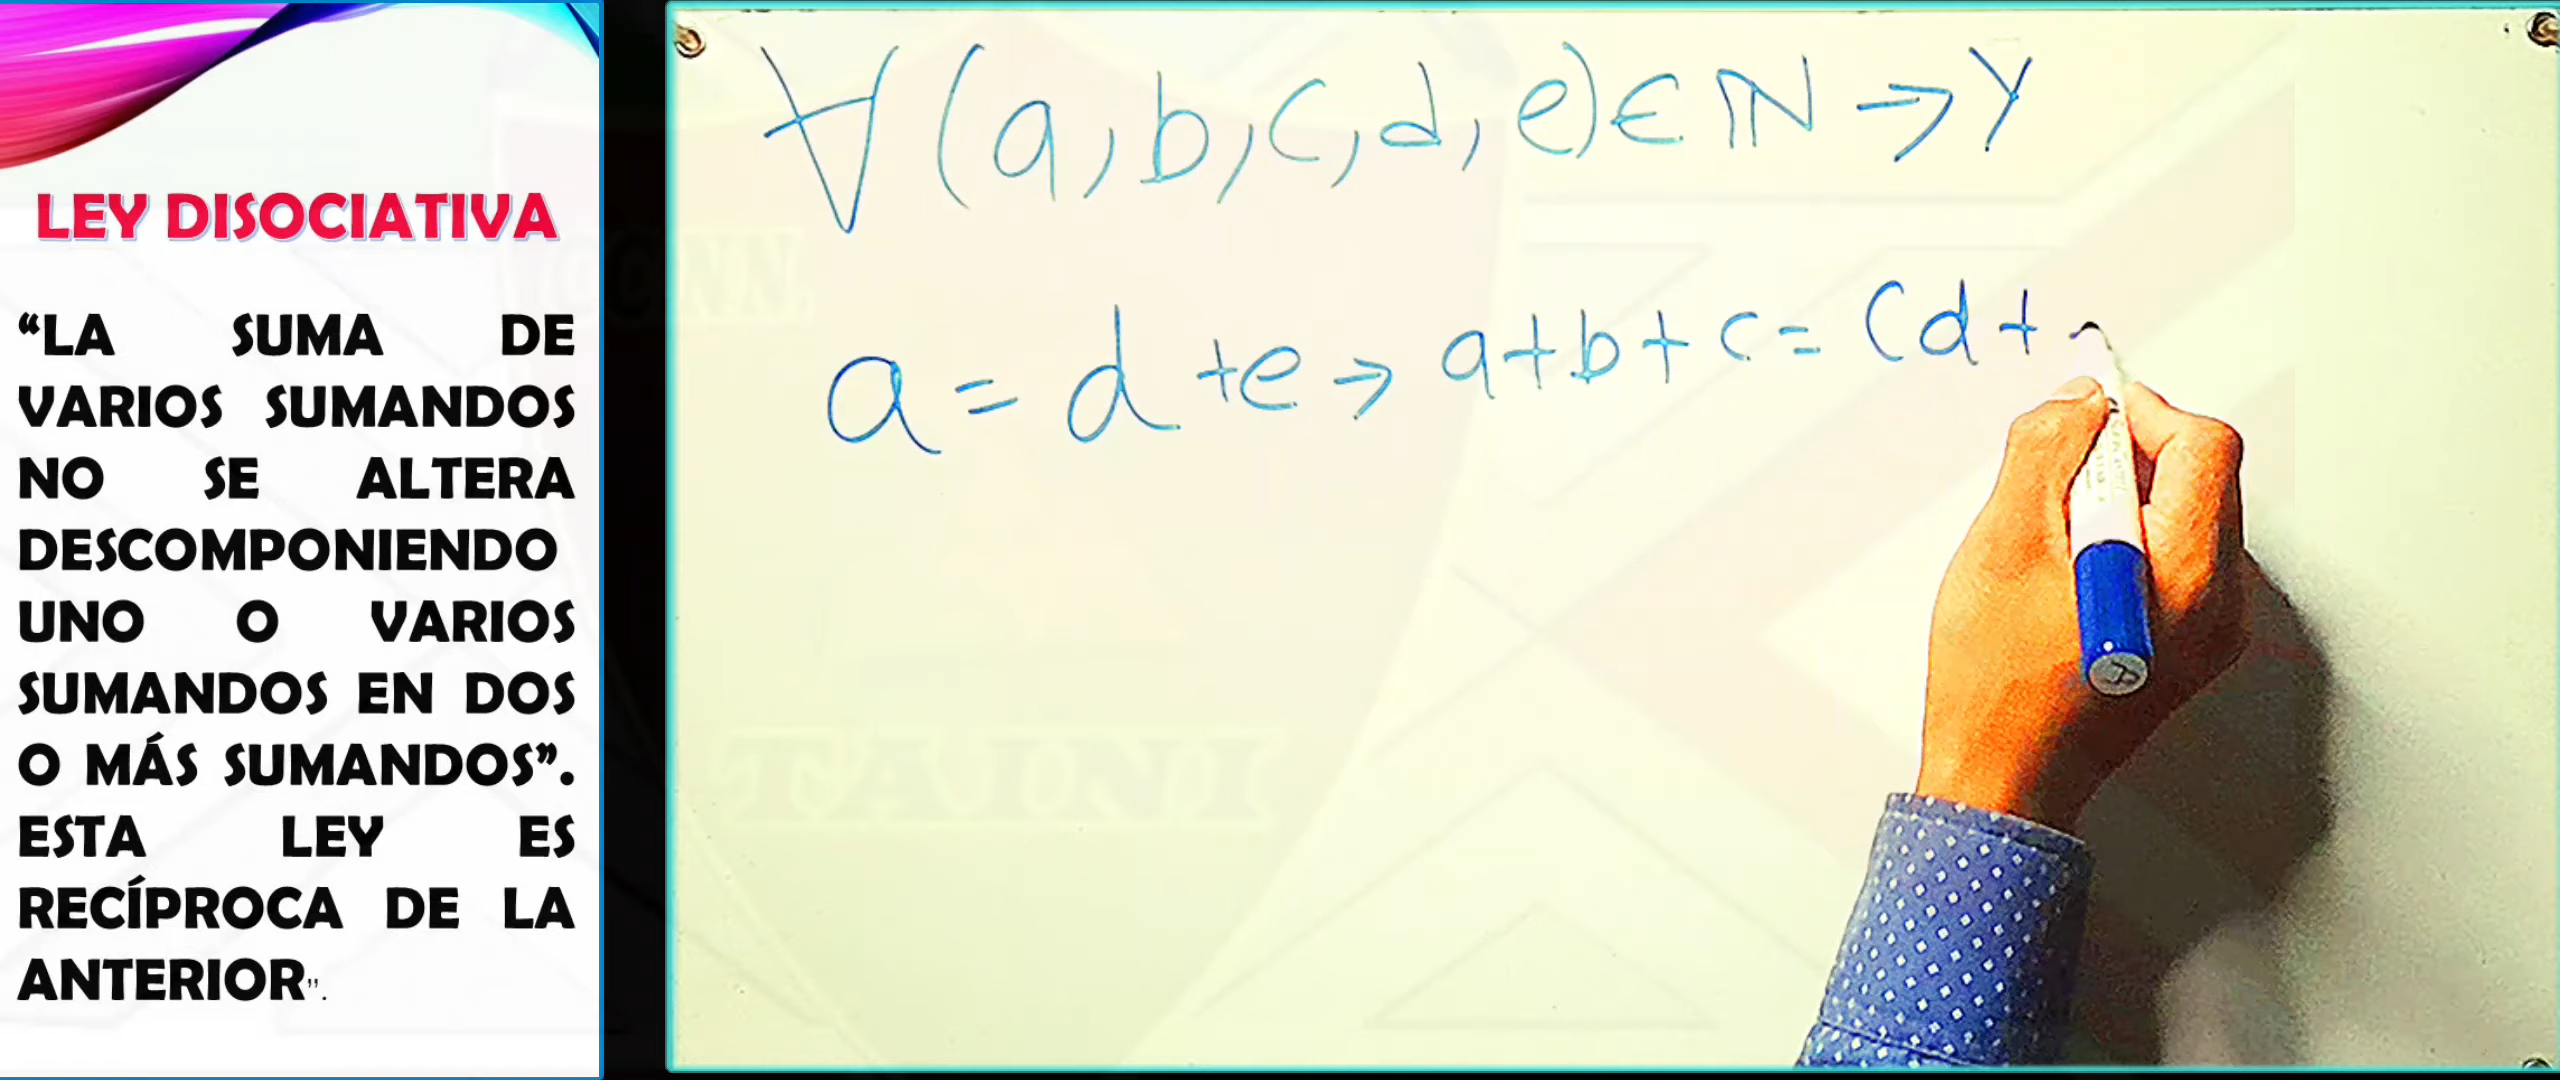 LEY DISOCIATIVA
“LA SUMA DE
VARIOS SUMANDOS
NO SE ALTERA
DESCOMPONIENDO
UNO O VARIOS
SUMANDOS EN DOS
O MÁS SUMANDOS”.
ESTA LEY ES
RECÍPROCA DE LA
ANTERIOR”.
∀ (a, b, c, d, e) ∈ ℕ → y
a = d + e → a + b + c = (d +